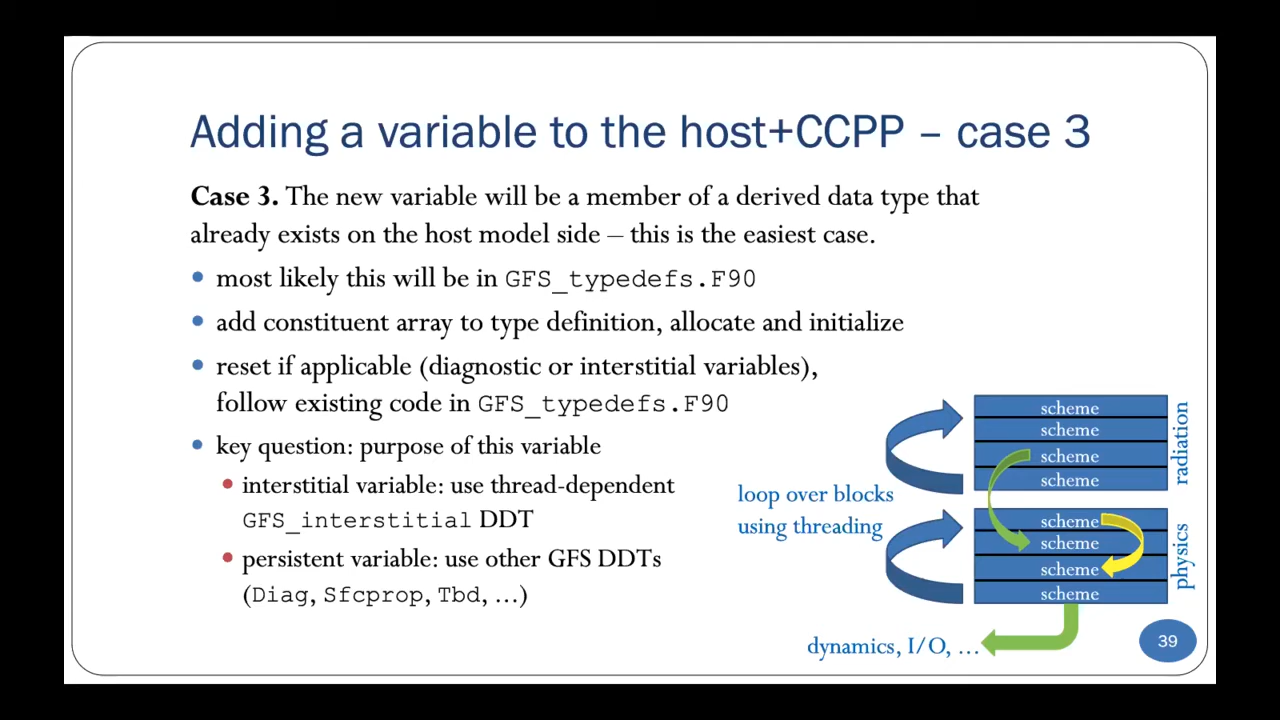 Adding a variable to the host+CCPP – case 3
Case 3. The new variable will be a member of a derived data type that
already exists on the host model side – this is the easiest case.
• most likely this will be in GFS_typedefs.F90
• add constituent array to type definition, allocate and initialize
• reset if applicable (diagnostic or interstitial variables),
follow existing code in GFS_typedefs.F90
• key question: purpose of this variable
• interstitial variable: use thread-dependent
GFS_interstitial DDT
• persistent variable: use other GFS DDTs
(Diag, Sfcprop, Tbd, …)
loop over blocks
using threading
scheme
scheme
scheme
scheme
radiation
scheme
scheme
scheme
scheme
physics
dynamics, I/O, …
39